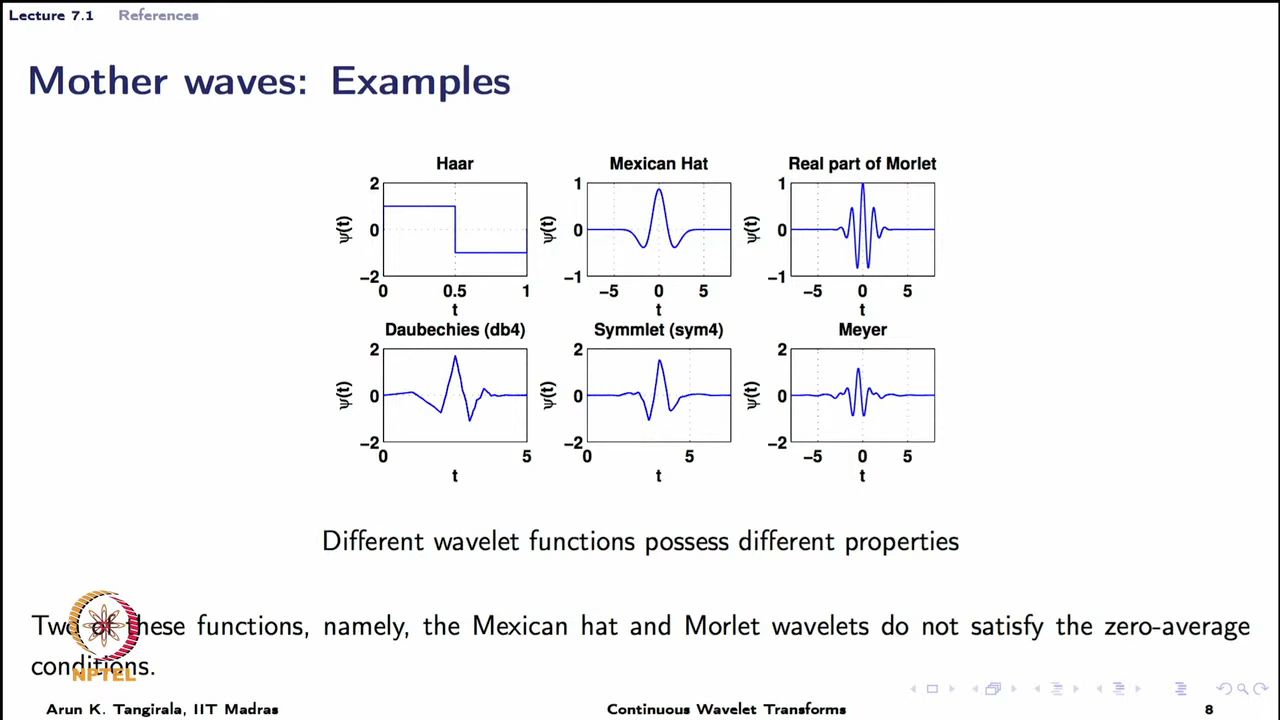 Lecture 7.1 References
Mother waves: Examples
Haar Mexican Hat Real part of Morlet
2 1 1
ψ(t) 0 ψ(t) 0 ψ(t) 0
−2 −1 −1
0 0.5 1 −5 0 5 −5 0 5
t t t
Daubechies (db4) Symmlet (sym4) Meyer
2 2 2
ψ(t) 0 ψ(t) 0 ψ(t) 0
−2 −2 −2
0 5 0 5 −5 0 5
t t t
Different wavelet functions possess different properties
Two of these functions, namely, the Mexican hat and Morlet wavelets do not satisfy the zero-average
conditions.
NPTEL
Arun K. Tangirala, IIT Madras Continuous Wavelet Transforms 8